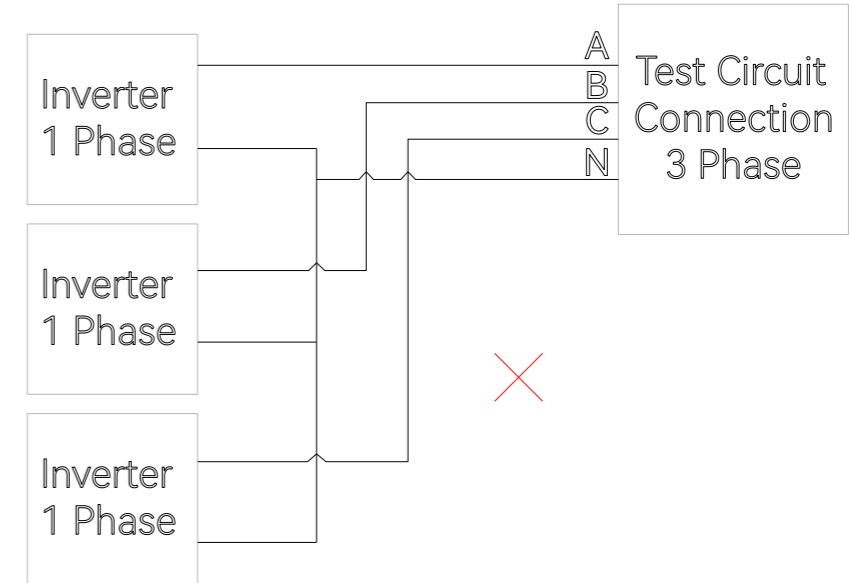 Inverter
1 Phase
A
B
C
N
Test Circuit
Connection
3 Phase
Inverter
1 Phase
Inverter
1 Phase